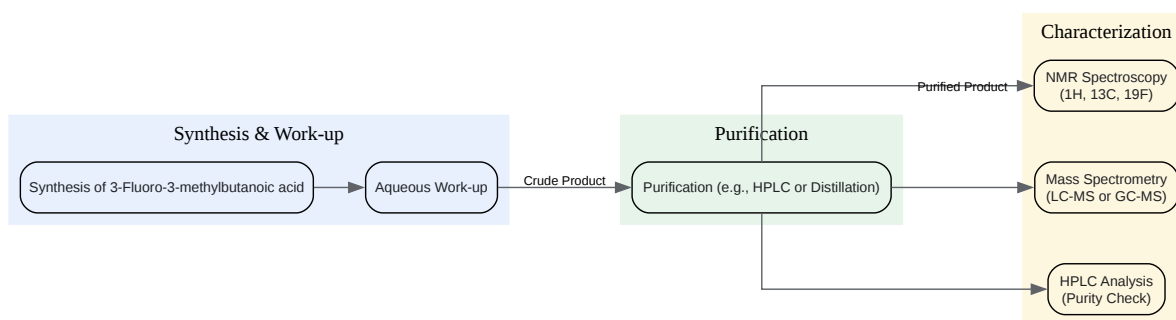 Synthesis & Work-up
Synthesis of 3-Fluoro-3-methylbutanoic acid
Aqueous Work-up
Crude Product
Purification
Purification (e.g., HPLC or Distillation)
Purified Product
Characterization
NMR Spectroscopy
(1H, 13C, 19F)
Mass Spectrometry
(LC-MS or GC-MS)
HPLC Analysis
(Purity Check)